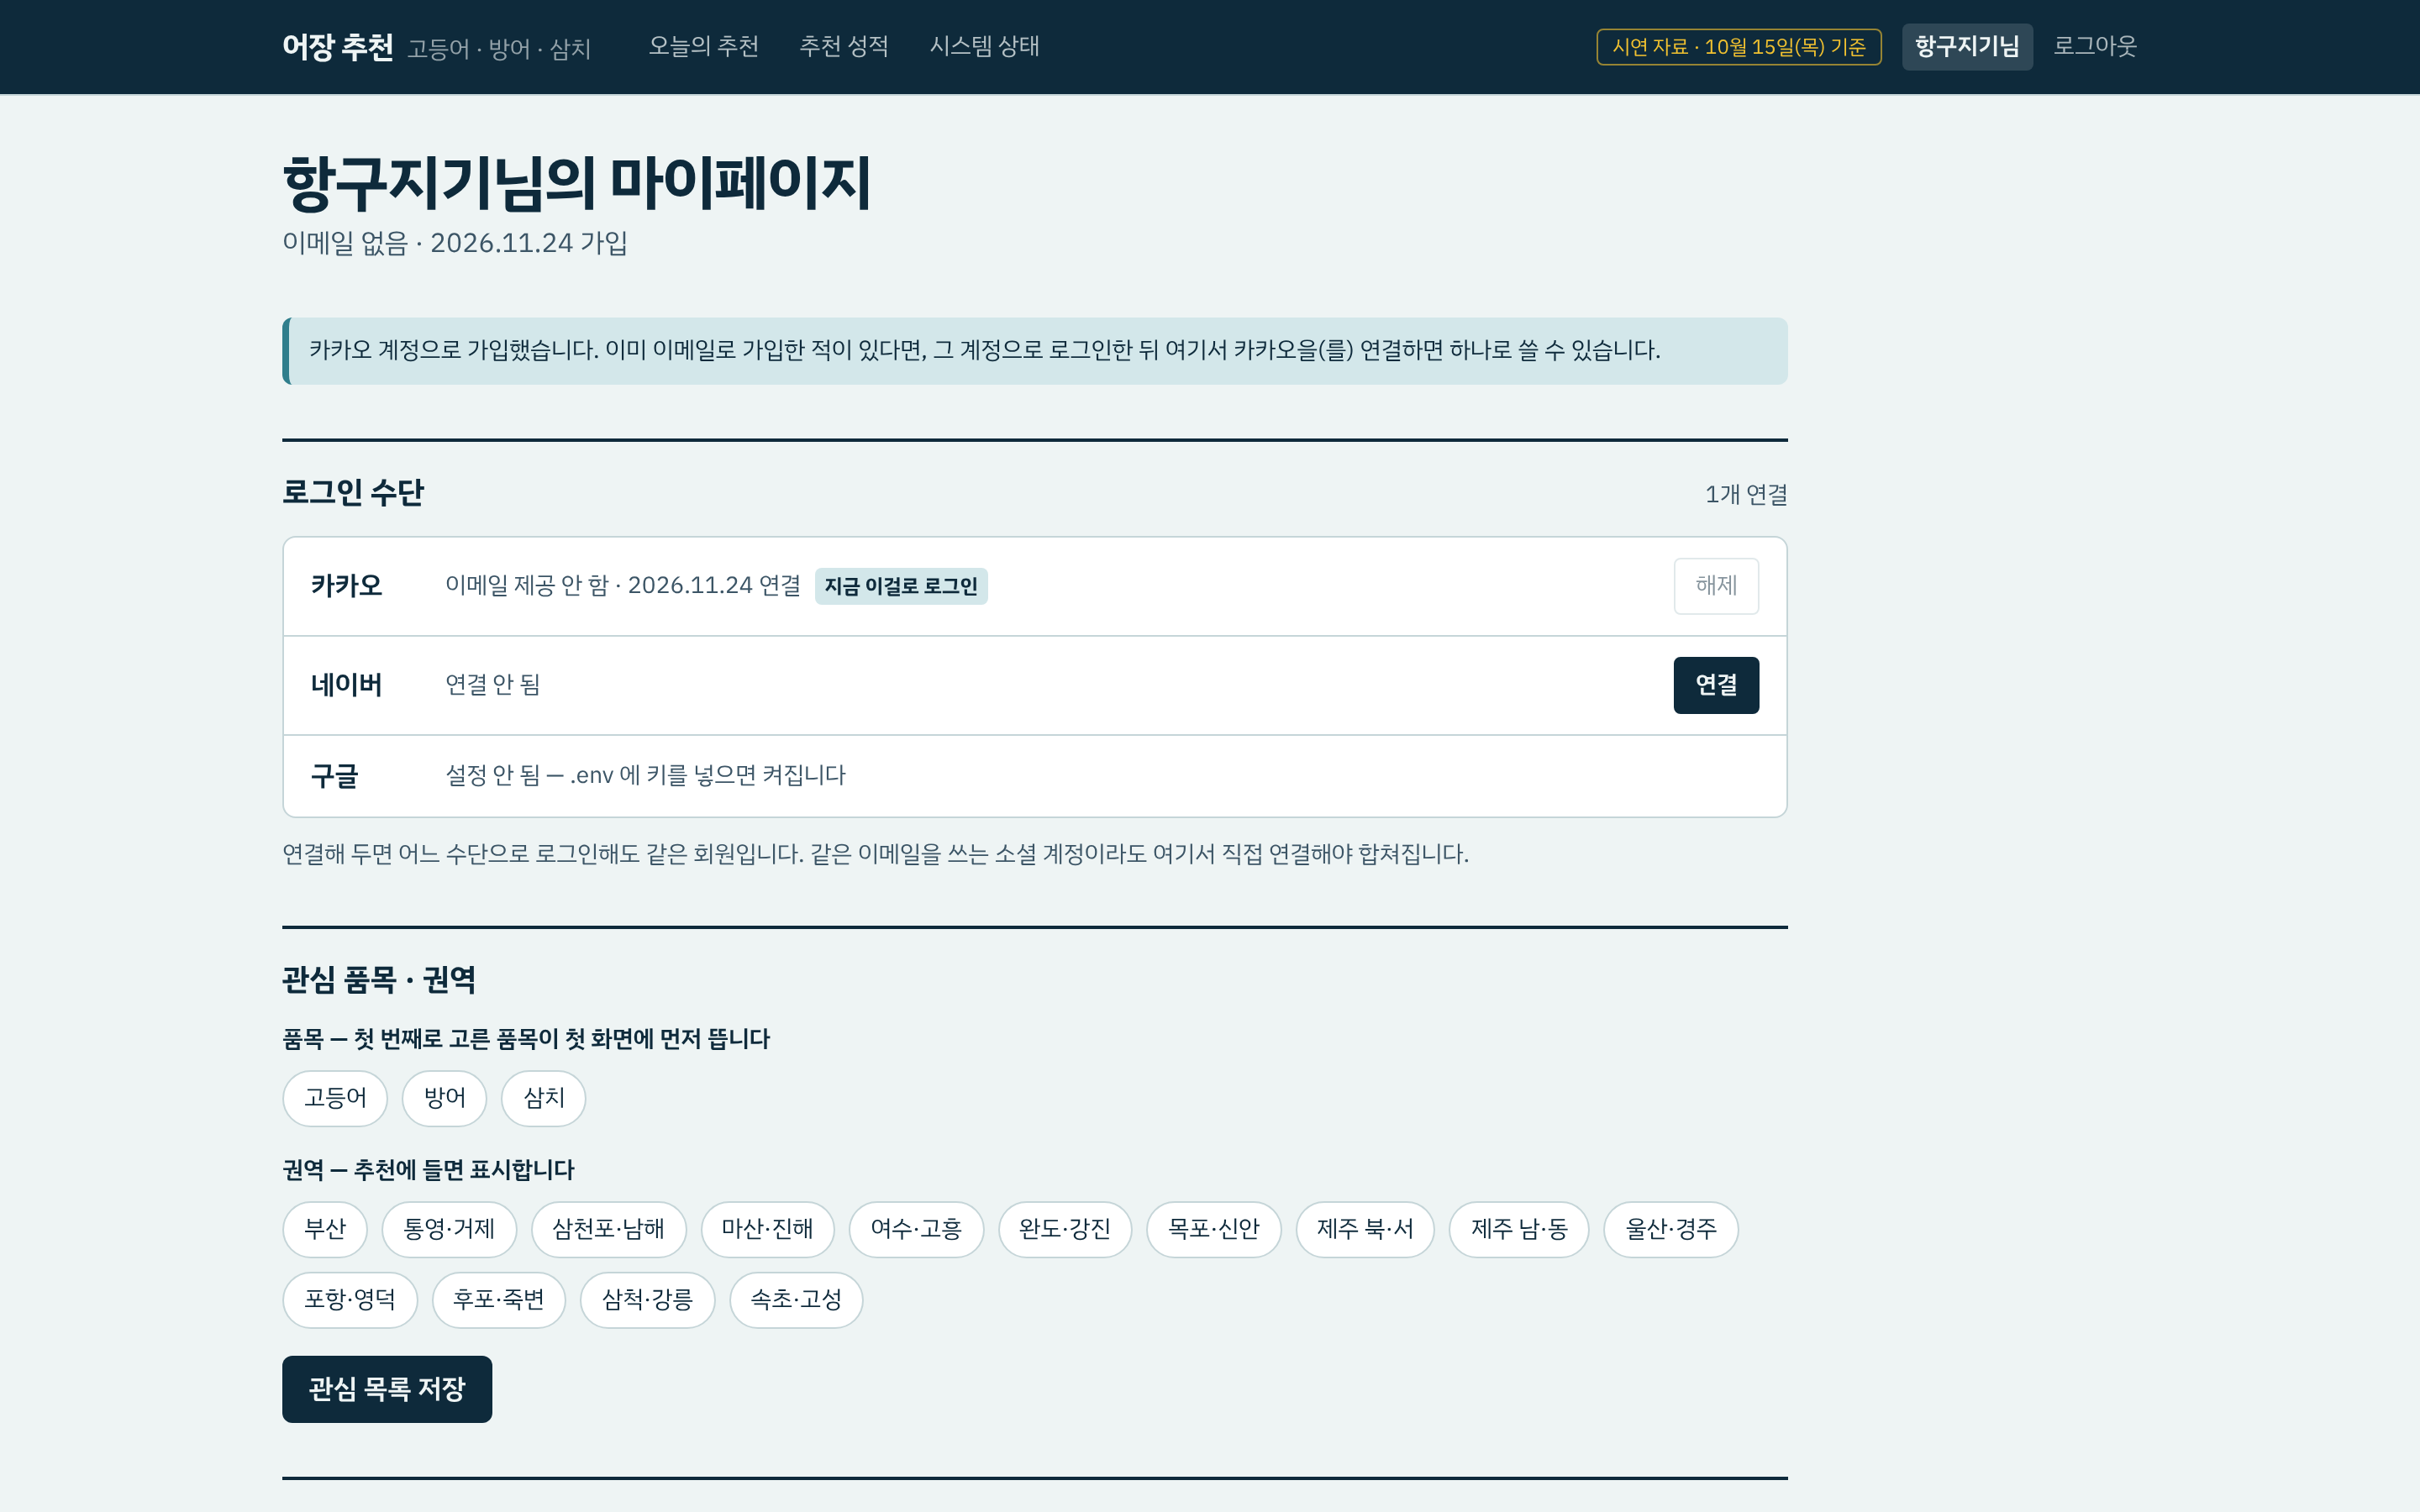 어장 추천 고등어 · 방어 · 삼치 오늘의 추천 추천 성적 시스템 상태 시연 자료 · 10월 15일(목) 기준 항구지기님 로그아웃
항구지기님의 마이페이지
이메일 없음 · 2026.11.24 가입
카카오 계정으로 가입했습니다. 이미 이메일로 가입한 적이 있다면, 그 계정으로 로그인한 뒤 여기서 카카오을(를) 연결하면 하나로 쓸 수 있습니다.
로그인 수단 1개 연결
카카오 이메일 제공 안 함 · 2026.11.24 연결 지금 이걸로 로그인 해제
네이버 연결 안 됨 연결
구글 설정 안 됨 — .env 에 키를 넣으면 켜집니다
연결해 두면 어느 수단으로 로그인해도 같은 회원입니다. 같은 이메일을 쓰는 소셜 계정이라도 여기서 직접 연결해야 합쳐집니다.
관심 품목 · 권역
품목 — 첫 번째로 고른 품목이 첫 화면에 먼저 뜹니다
고등어 방어 삼치
권역 — 추천에 들면 표시합니다
부산 통영·거제 삼천포·남해 마산·진해 여수·고흥 완도·강진 목포·신안 제주 북·서 제주 남·동 울산·경주
포항·영덕 후포·죽변 삼척·강릉 속초·고성
관심 목록 저장